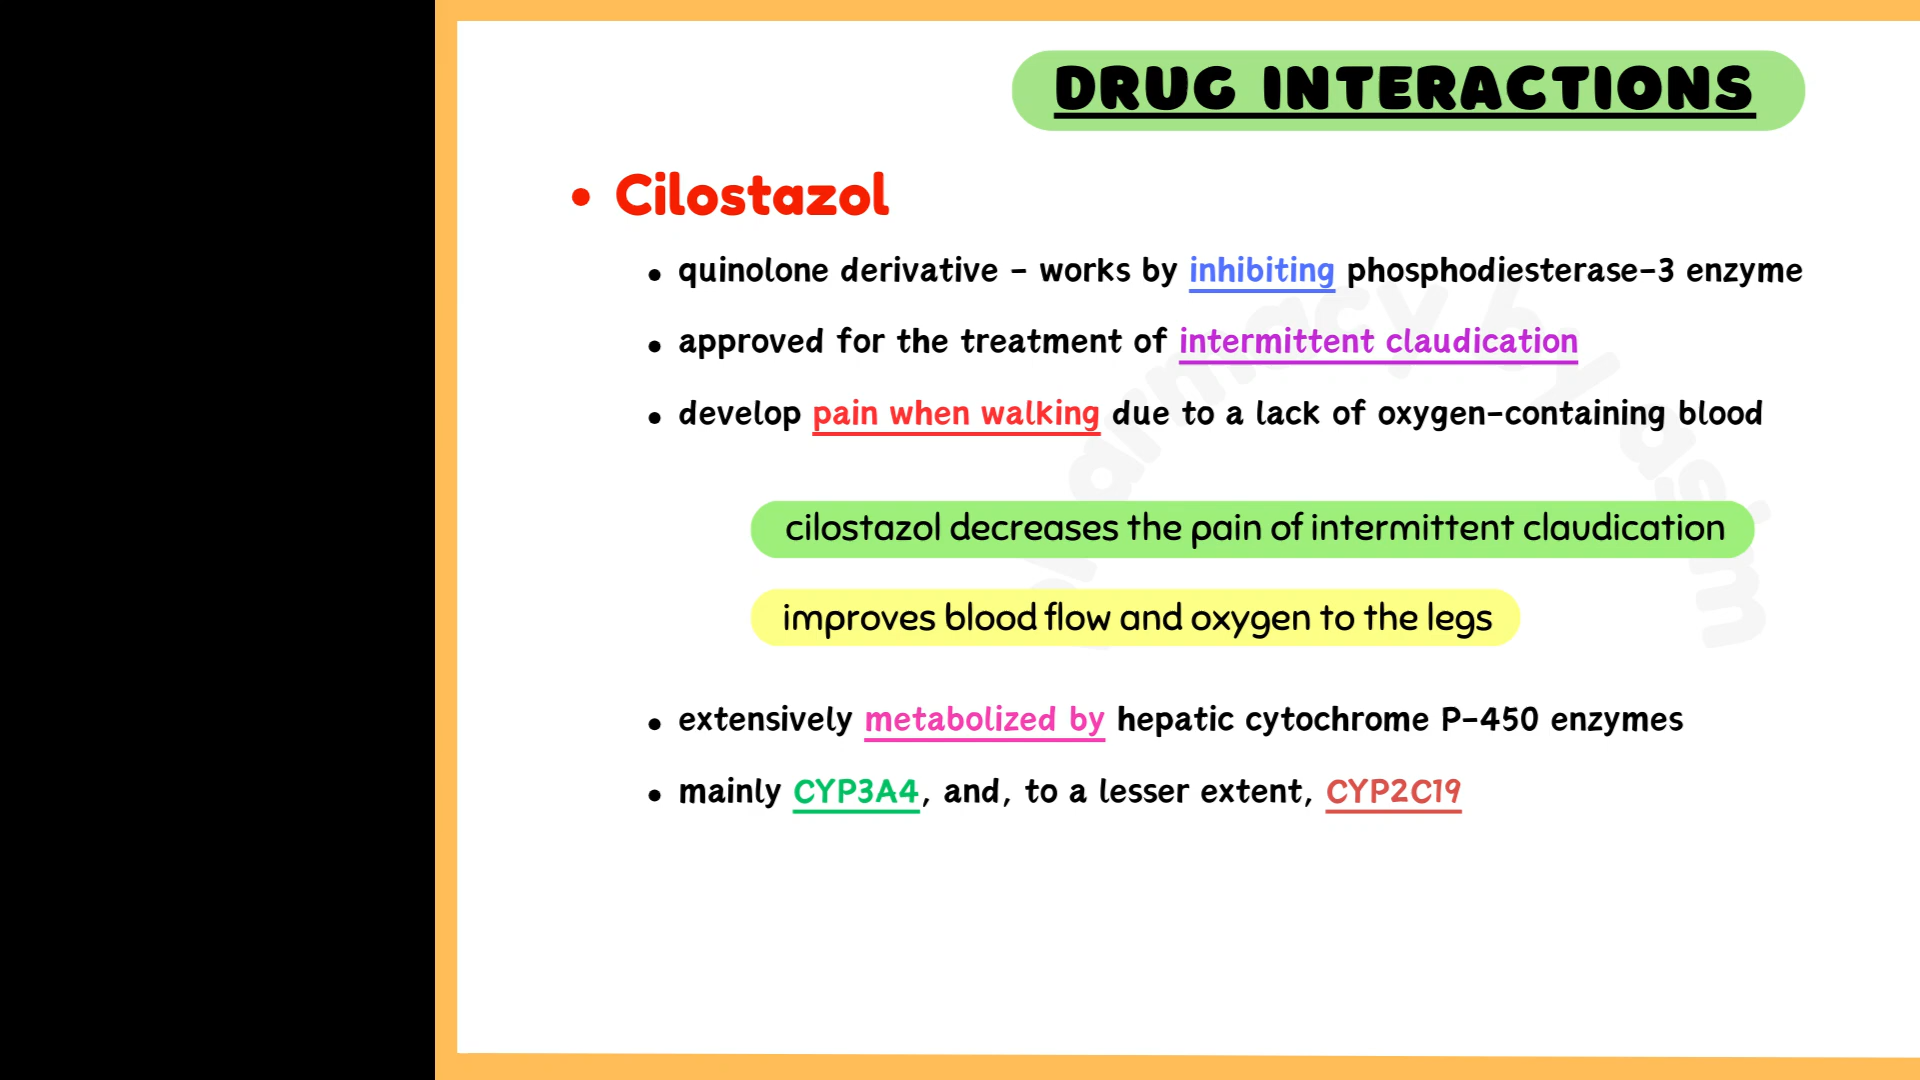 DRUG INTERACTIONS
• Cilostazol
• quinolone derivative - works by inhibiting phosphodiesterase-3 enzyme
• approved for the treatment of intermittent claudication
• develop pain when walking due to a lack of oxygen-containing blood
cilostazol decreases the pain of intermittent claudication
improves blood flow and oxygen to the legs
• extensively metabolized by hepatic cytochrome P-450 enzymes
• mainly CYP3A4, and, to a lesser extent, CYP2C19
pharmacy by asim